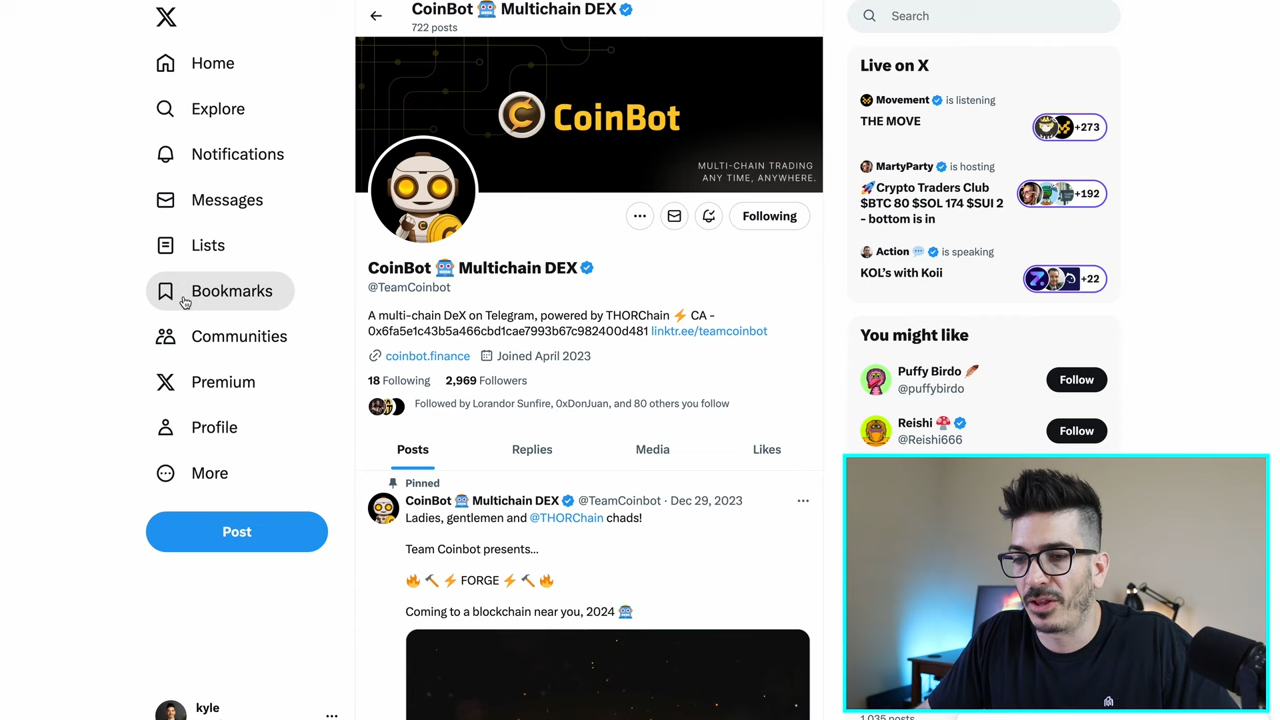 Home
Explore
Notifications
Messages
Lists
Bookmarks
Communities
Premium
Profile
More
Post
kyle
CoinBot 🤖 Multichain DEX
722 posts
CoinBot
MULTI-CHAIN TRADING
ANY TIME, ANYWHERE.
Following
CoinBot 🤖 Multichain DEX
@TeamCoinbot
A multi-chain DeX on Telegram, powered by THORChain ⚡ CA -
0x6fa5e1c43b5a466cbd1cae7993b67c982400d481 linktr.ee/teamcoinbot
coinbot.finance Joined April 2023
18 Following 2,969 Followers
Followed by Lorandor Sunfire, 0xDonJuan, and 80 others you follow
Posts Replies Media Likes
Pinned
CoinBot 🤖 Multichain DEX @TeamCoinbot · Dec 29, 2023
Ladies, gentlemen and @THORChain chads!
Team Coinbot presents...
🔥 🔨 ⚡ FORGE ⚡ 🔨 🔥
Coming to a blockchain near you, 2024 🤖
Search
Live on X
Movement is listening
THE MOVE
+273
MartyParty is hosting
🚀Crypto Traders Club
$BTC 80 $SOL 174 $SUI 2
- bottom is in
+192
Action 💬 is speaking
KOL's with Koii
+22
You might like
Puffy Birdo 🪶
@puffybirdo
Follow
Reishi 🍄
@Reishi666
Follow
1,035 posts